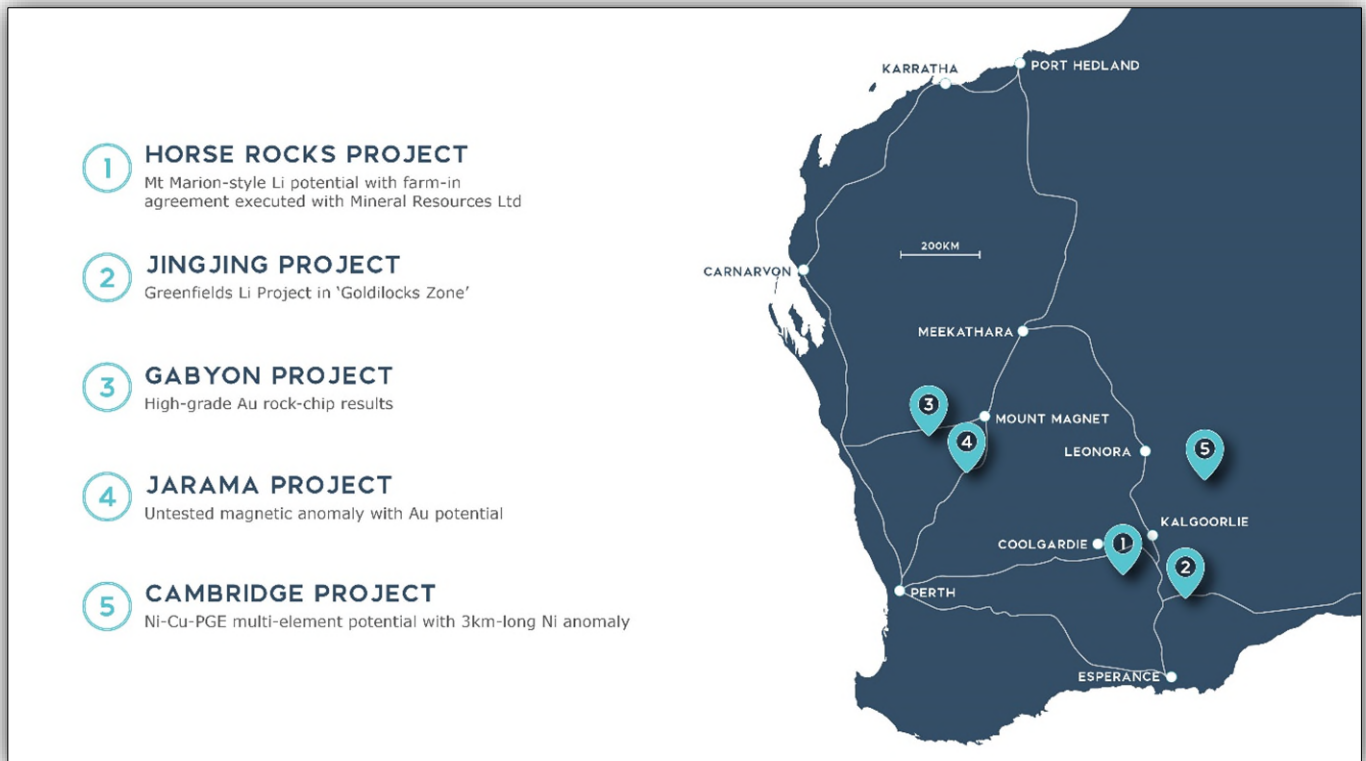 1
HORSE ROCKS PROJECT
Mt Marion-style Li potential with farm-in
agreement executed with Mineral Resources Ltd
2
JINGJING PROJECT
Greenfields Li Project in ‘Goldilocks Zone’
3
GABYON PROJECT
High-grade Au rock-chip results
4
JARAMA PROJECT
Untested magnetic anomaly with Au potential
5
CAMBRIDGE PROJECT
Ni-Cu-PGE multi-element potential with 3km-long Ni anomaly
KARRATHA
PORT HEDLAND
200KM
CARNARVON
MEEKATHARA
3
MOUNT MAGNET
4
LEONORA
5
KALGOORLIE
COOLGARDIE
1
2
PERTH
ESPERANCE